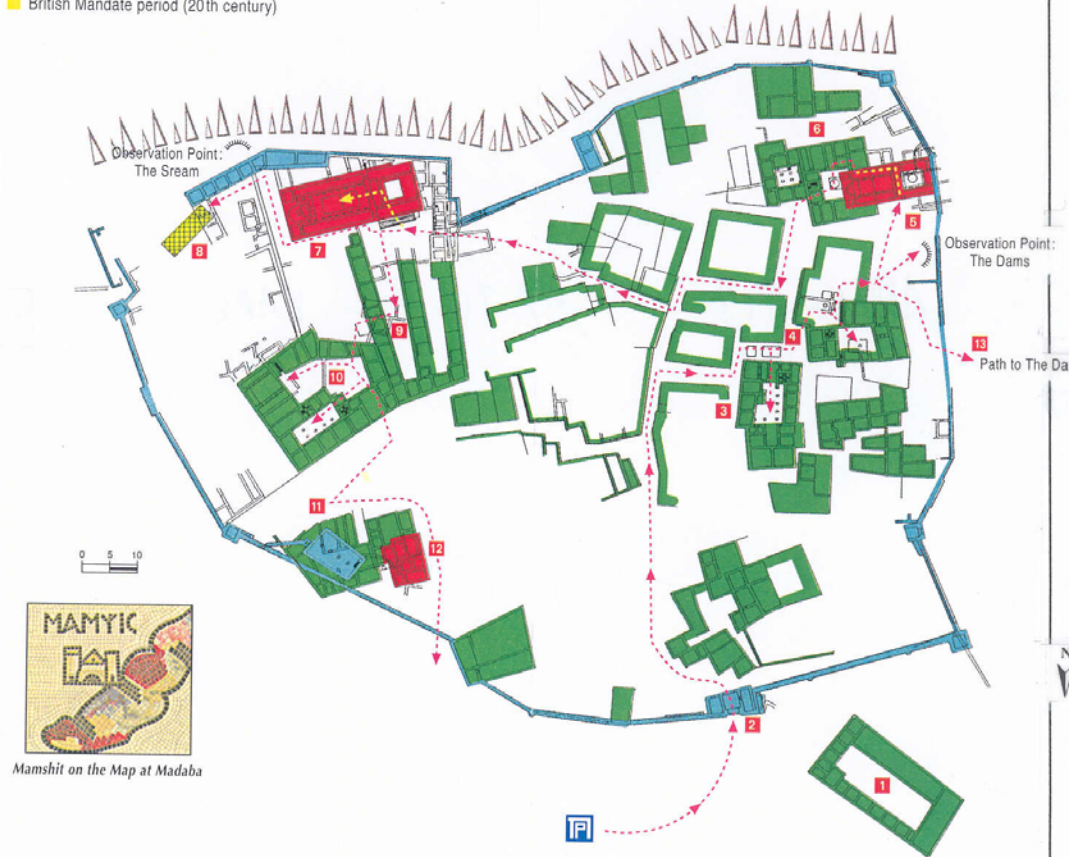 British Mandate period (20th century)
Observation Point:
The Sream
6
5
7
8
Observation Point:
The Dams
9
4
13
Path to The Da
10
3
11
12
0 5 10
MAMYIC
N
2
1
P
Mamshit on the Map at Madaba